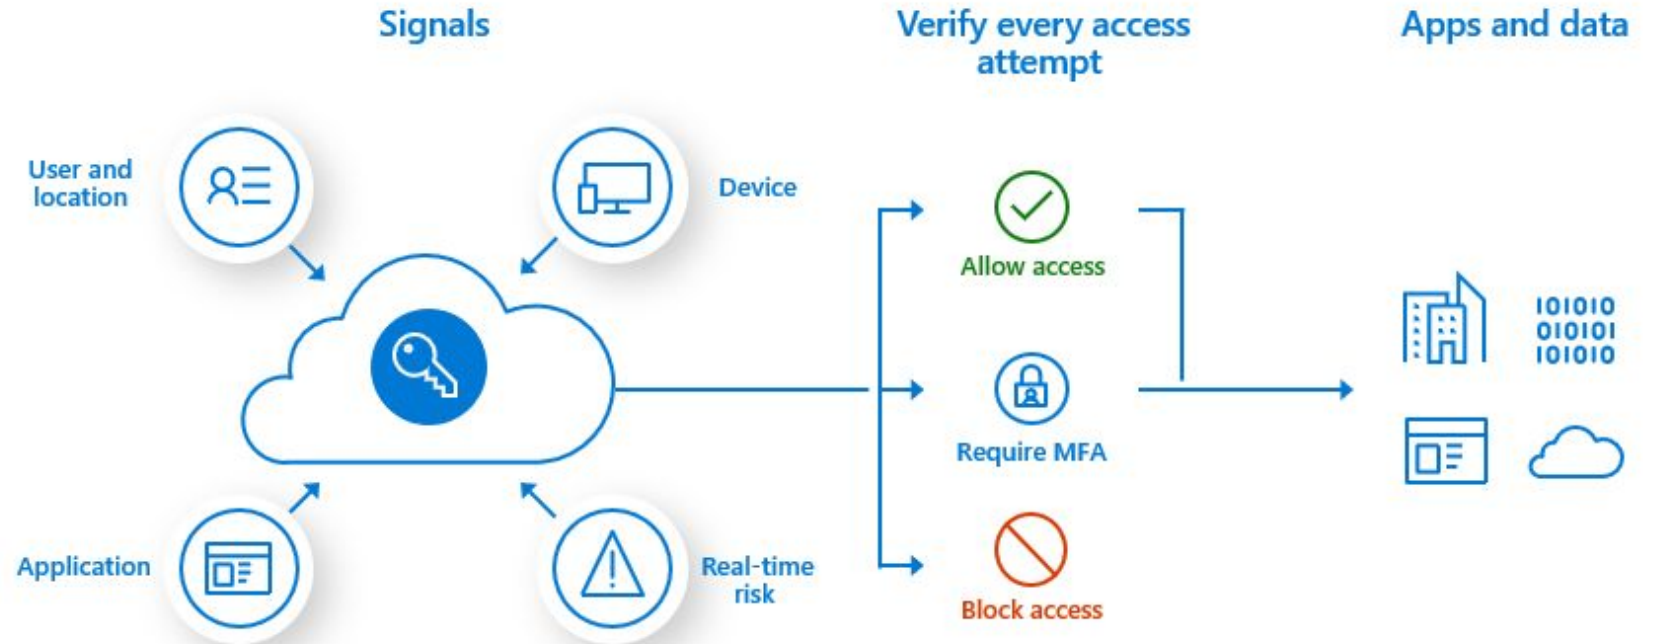 Signals
Verify every access
attempt
Apps and data
User and
location
Device
Allow access
101010
010101
101010
Require MFA
Application
Real-time
risk
Block access